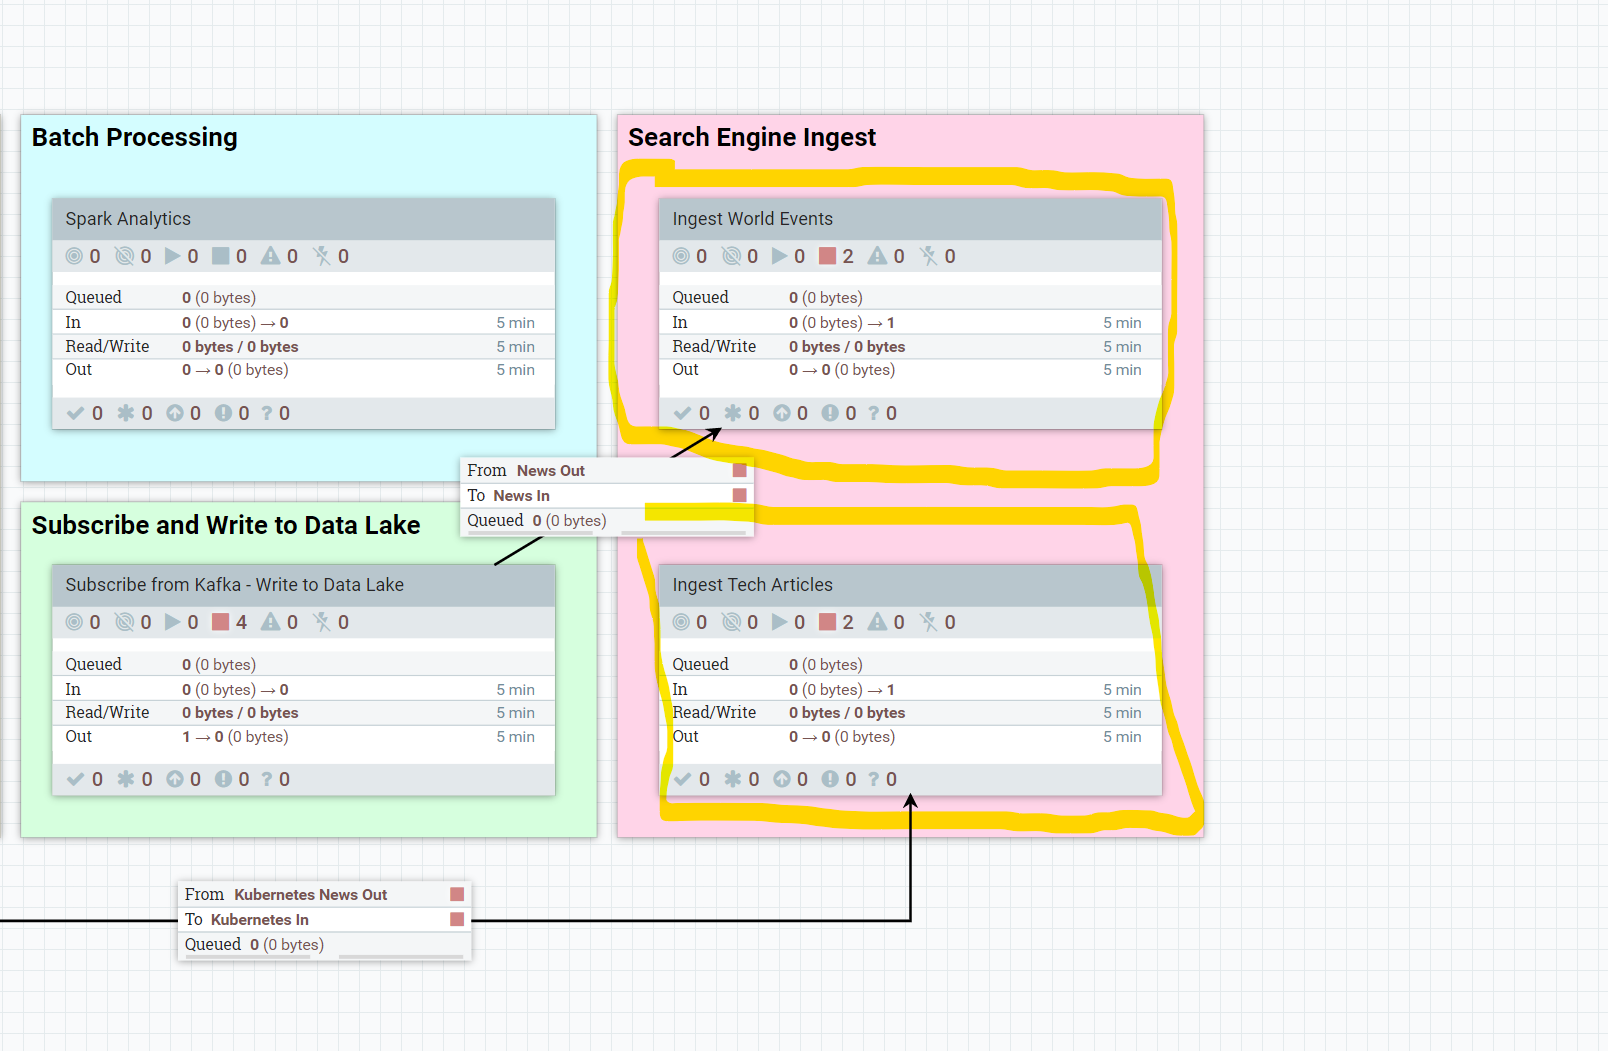 Batch Processing
Spark Analytics
0 0 0 0 0 0
Queued 0 (0 bytes)
In 0 (0 bytes) → 0 5 min
Read/Write 0 bytes / 0 bytes 5 min
Out 0 → 0 (0 bytes) 5 min
0 0 0 0 ? 0
Search Engine Ingest
Ingest World Events
0 0 0 2 0 0
Queued 0 (0 bytes)
In 0 (0 bytes) → 1 5 min
Read/Write 0 bytes / 0 bytes 5 min
Out 0 → 0 (0 bytes) 5 min
0 0 0 0 ? 0
From News Out
To News In
Queued 0 (0 bytes)
Subscribe and Write to Data Lake
Subscribe from Kafka - Write to Data Lake
0 0 0 4 0 0
Queued 0 (0 bytes)
In 0 (0 bytes) → 0 5 min
Read/Write 0 bytes / 0 bytes 5 min
Out 1 → 0 (0 bytes) 5 min
0 0 0 0 ? 0
Ingest Tech Articles
0 0 0 2 0 0
Queued 0 (0 bytes)
In 0 (0 bytes) → 1 5 min
Read/Write 0 bytes / 0 bytes 5 min
Out 0 → 0 (0 bytes) 5 min
0 0 0 0 ? 0
From Kubernetes News Out
To Kubernetes In
Queued 0 (0 bytes)